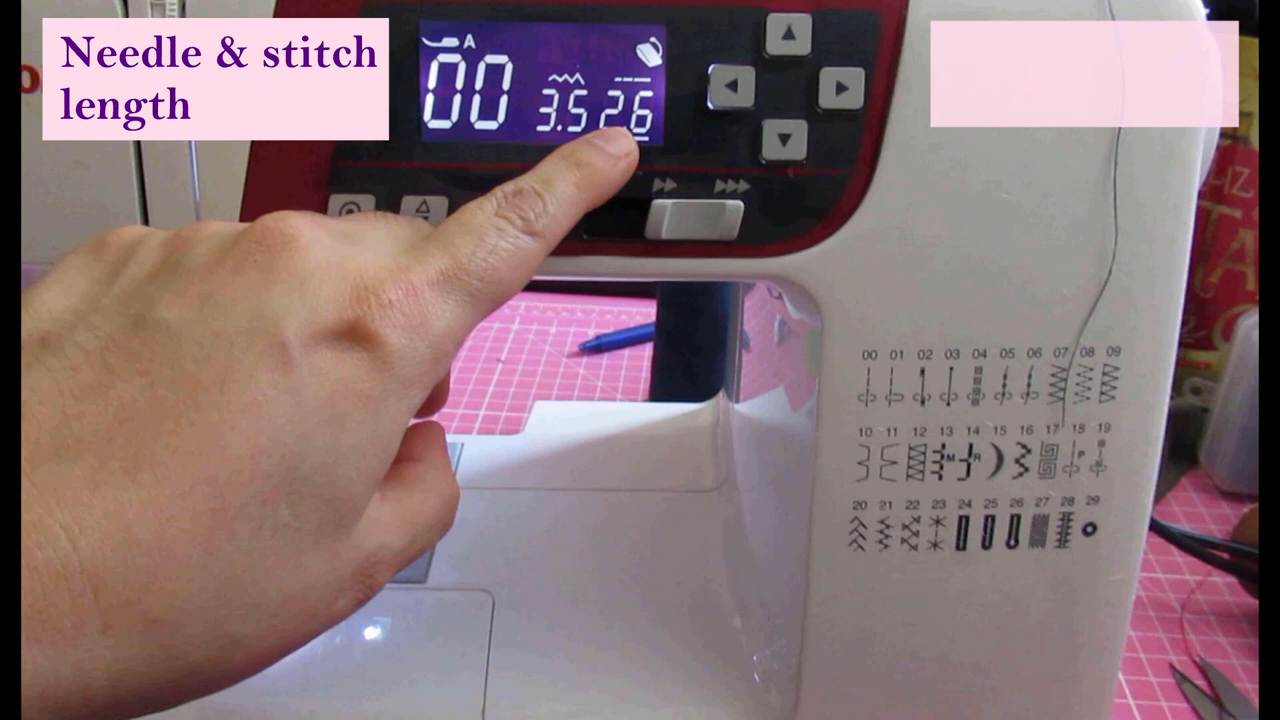 Needle & stitch
length
A
00 3.5 2.6
00 01 02 03 04 05 06 07 08 09
10 11 12 13 14 15 16 17 18 19
M R P
20 21 22 23 24 25 26 27 28 29